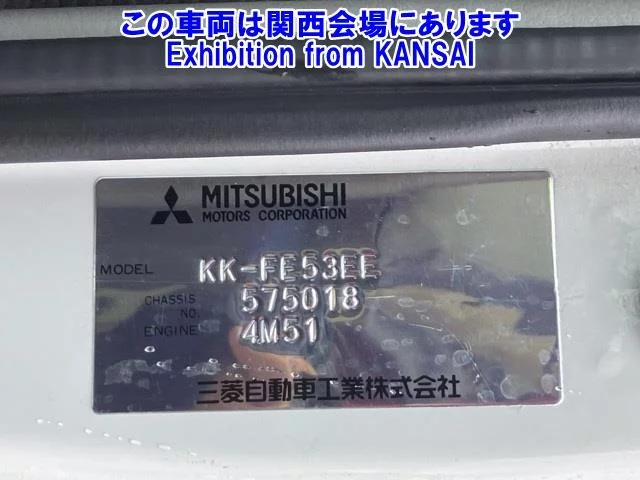 この車両は関西会場にあります
Exhibition from KANSAI
MITSUBISHI
MOTORS CORPORATION
MODEL KK-FE53EE
CHASSIS NO. 575018
ENGINE 4M51
三菱自動車工業株式会社